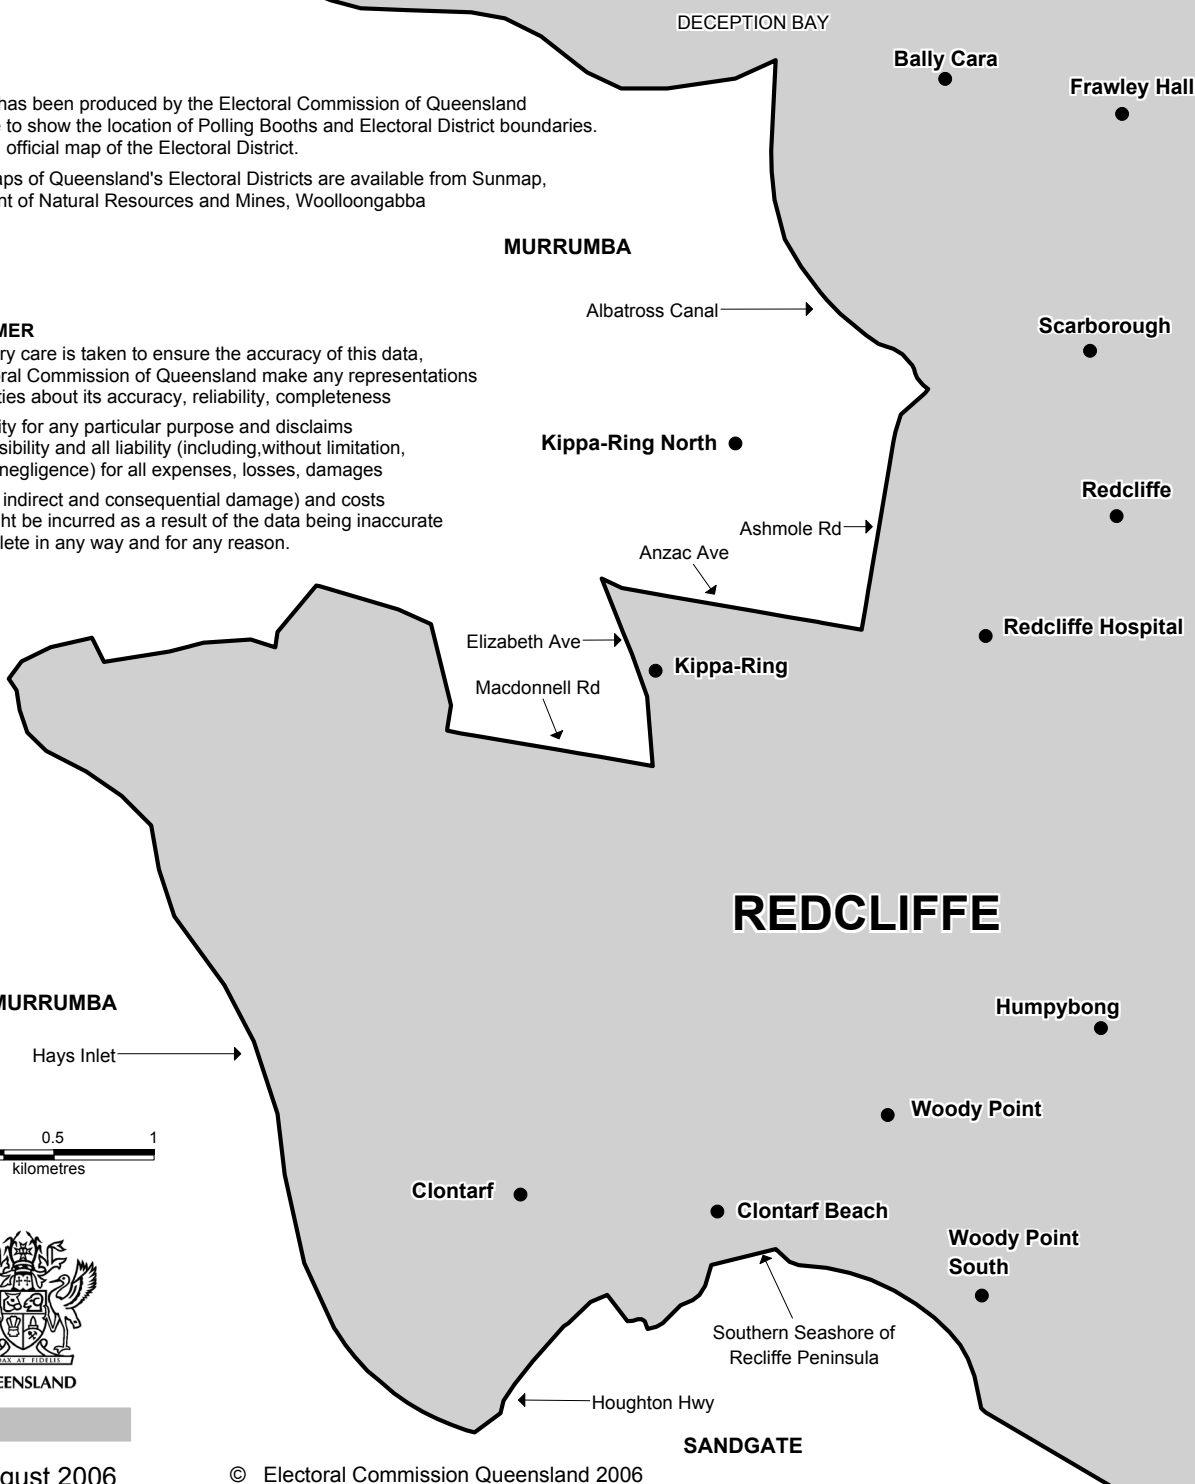 DECEPTION BAY
Bally Cara
Frawley Hall
has been produced by the Electoral Commission of Queensland
to show the location of Polling Booths and Electoral District boundaries.
official map of the Electoral District.
aps of Queensland's Electoral Districts are available from Sunmap,
nt of Natural Resources and Mines, Woolloongabba
MURRUMBA
Albatross Canal
Scarborough
MER
ry care is taken to ensure the accuracy of this data,
ral Commission of Queensland make any representations
ties about its accuracy, reliability, completeness
ity for any particular purpose and disclaims
sibility and all liability (including,without limitation,
negligence) for all expenses, losses, damages
indirect and consequential damage) and costs
ht be incurred as a result of the data being inaccurate
lete in any way and for any reason.
Kippa-Ring North
Redcliffe
Ashmole Rd
Anzac Ave
Redcliffe Hospital
Elizabeth Ave
Kippa-Ring
Macdonnell Rd
REDCLIFFE
MURRUMBA
Humpybong
Hays Inlet
Woody Point
0.5 1
kilometres
Clontarf
Clontarf Beach
Woody Point
South
Southern Seashore of
Recliffe Peninsula
AX AT FIDELIS
EENSLAND
Houghton Hwy
SANDGATE
gust 2006
© Electoral Commission Queensland 2006